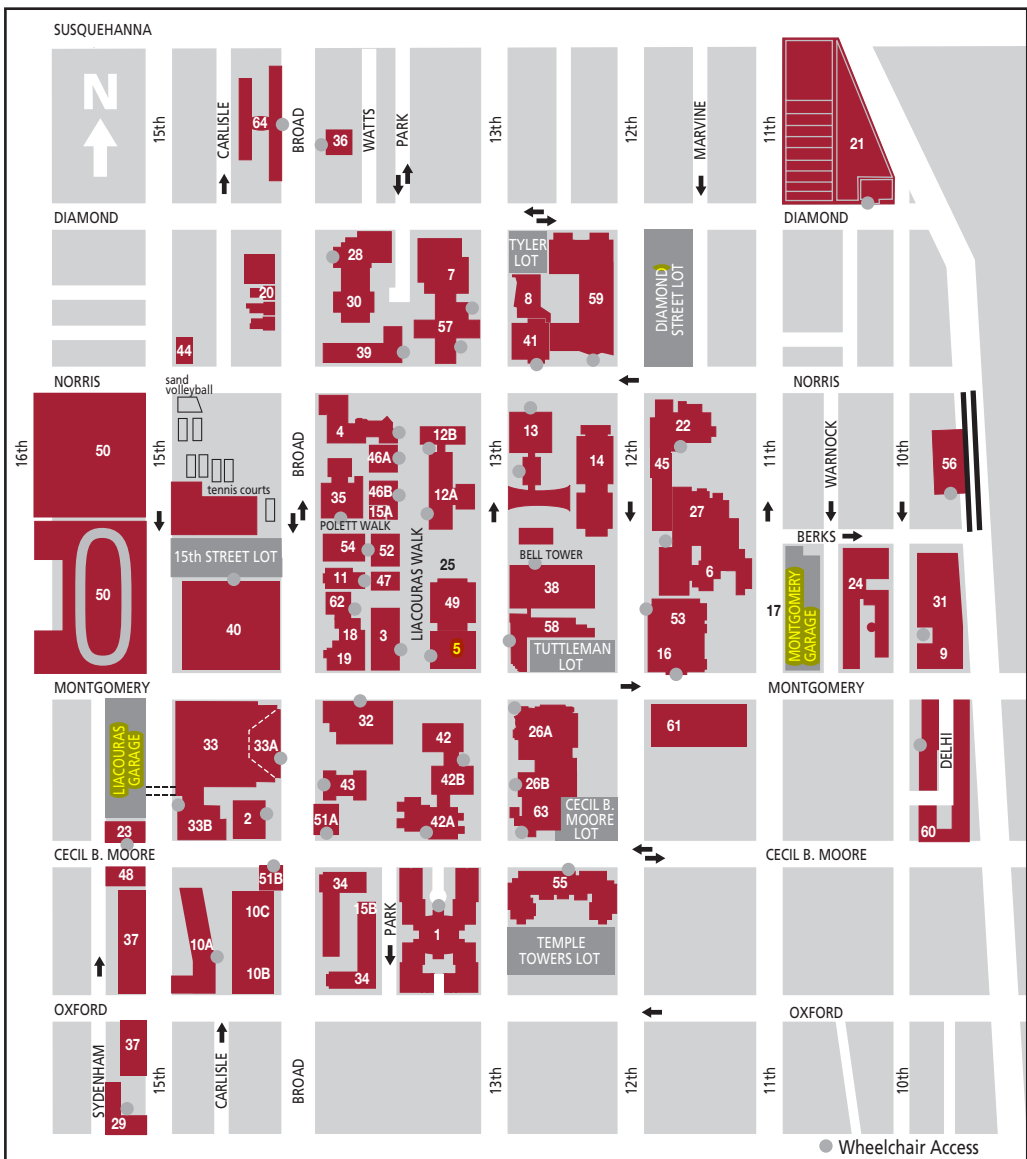 SUSQUEHANNA
N
15th
CARLISLE
64
BROAD
36
WATTS
PARK
13th
12th
MARVINE
11th
21
DIAMOND
DIAMOND
20
44
28
30
39
7
57
TYLER
LOT
8
41
59
DIAMOND
STREET LOT
NORRIS
NORRIS
16th
50
50
15th
sand
volleyball
tennis courts
15th STREET LOT
40
BROAD
4
46A
35
46B
15A
POLETT WALK
54
52
11
47
62
18
19
3
LIACOURAS WALK
12B
12A
25
49
5
13th
13
14
BELL TOWER
38
58
TUTTLEMAN
LOT
12th
22
45
27
6
53
16
11th
WARNOCK
10th
56
BERKS
17
MONTGOMERY
GARAGE
24
31
9
MONTGOMERY
MONTGOMERY
LIACOURAS
GARAGE
23
33
33A
33B
2
32
43
51A
42
42B
42A
26A
26B
63
CECIL B.
MOORE
LOT
61
DELHI
60
CECIL B. MOORE
CECIL B. MOORE
48
37
51B
10C
10A
10B
34
15B
34
PARK
1
55
TEMPLE
TOWERS LOT
OXFORD
OXFORD
37
29
SYDENHAM
15th
CARLISLE
BROAD
13th
12th
11th
10th
Wheelchair Access